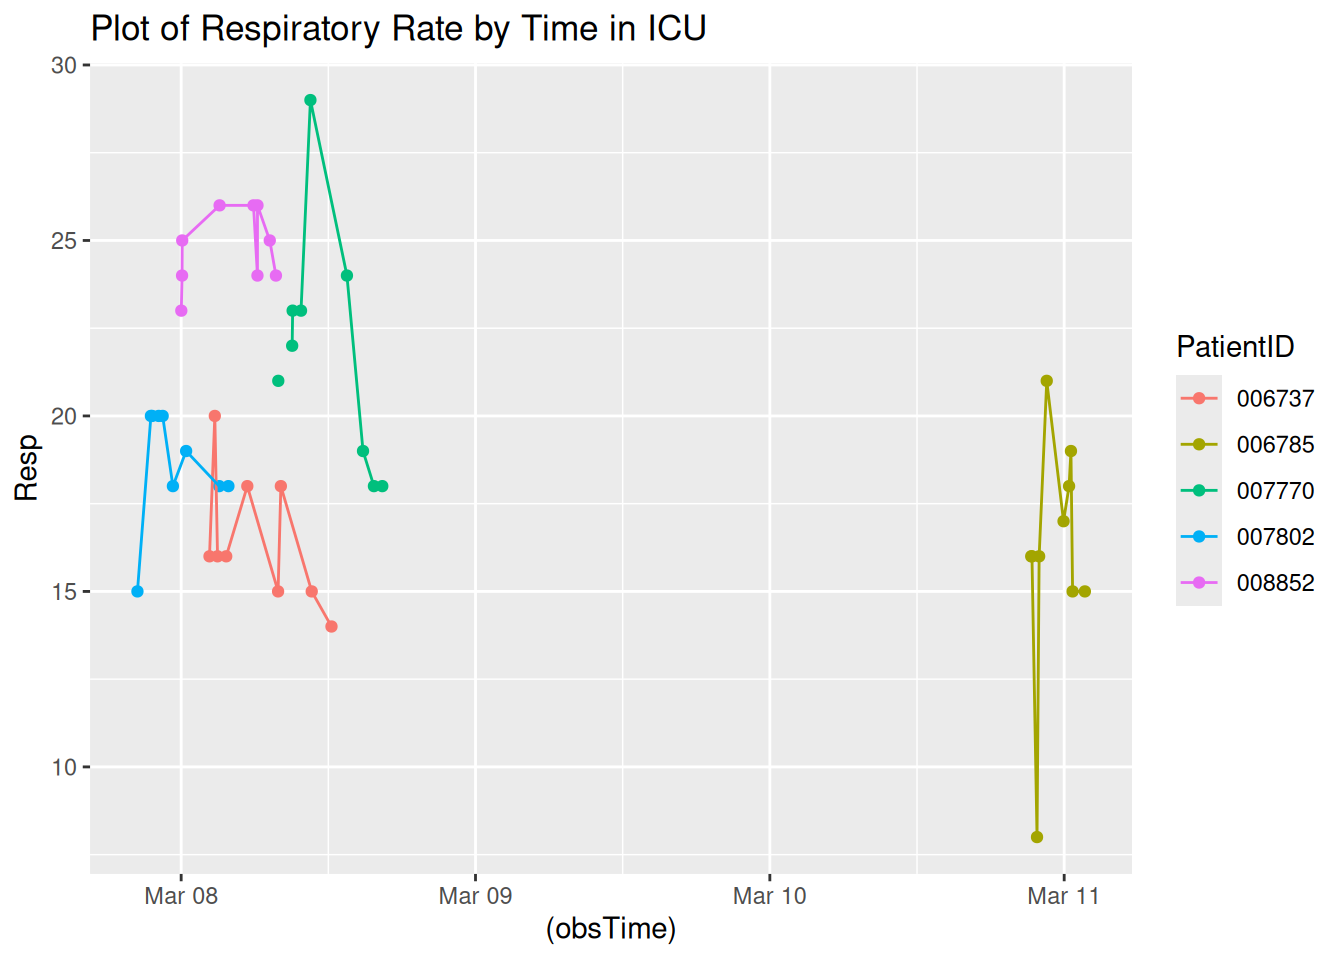 Plot of Respiratory Rate by Time in ICU
30
25
20
15
10
Resp
Mar 08
Mar 09
Mar 10
Mar 11
(obsTime)
PatientID
006737
006785
007770
007802
008852